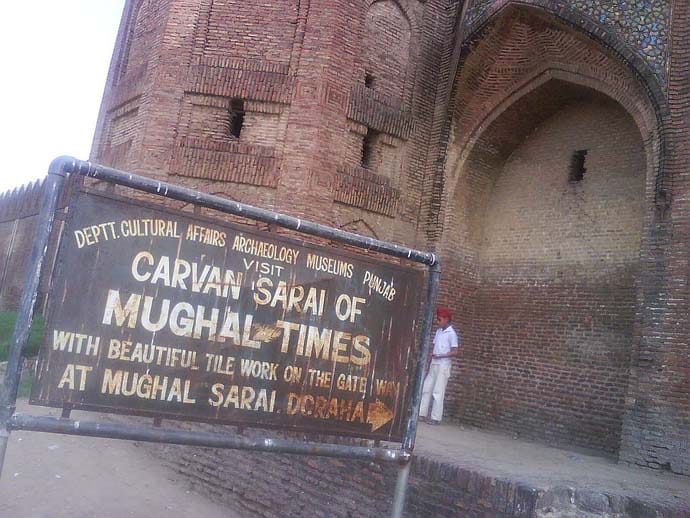 DEPTT. CULTURAL AFFAIRS ARCHAEOLOGY MUSEUMS PUNJAB
VISIT
CARVAN SARAI OF
MUGHAL-TIMES
WITH BEAUTIFUL TILE WORK ON THE GATE WAY
AT MUGHAL SARAI. DORAHA